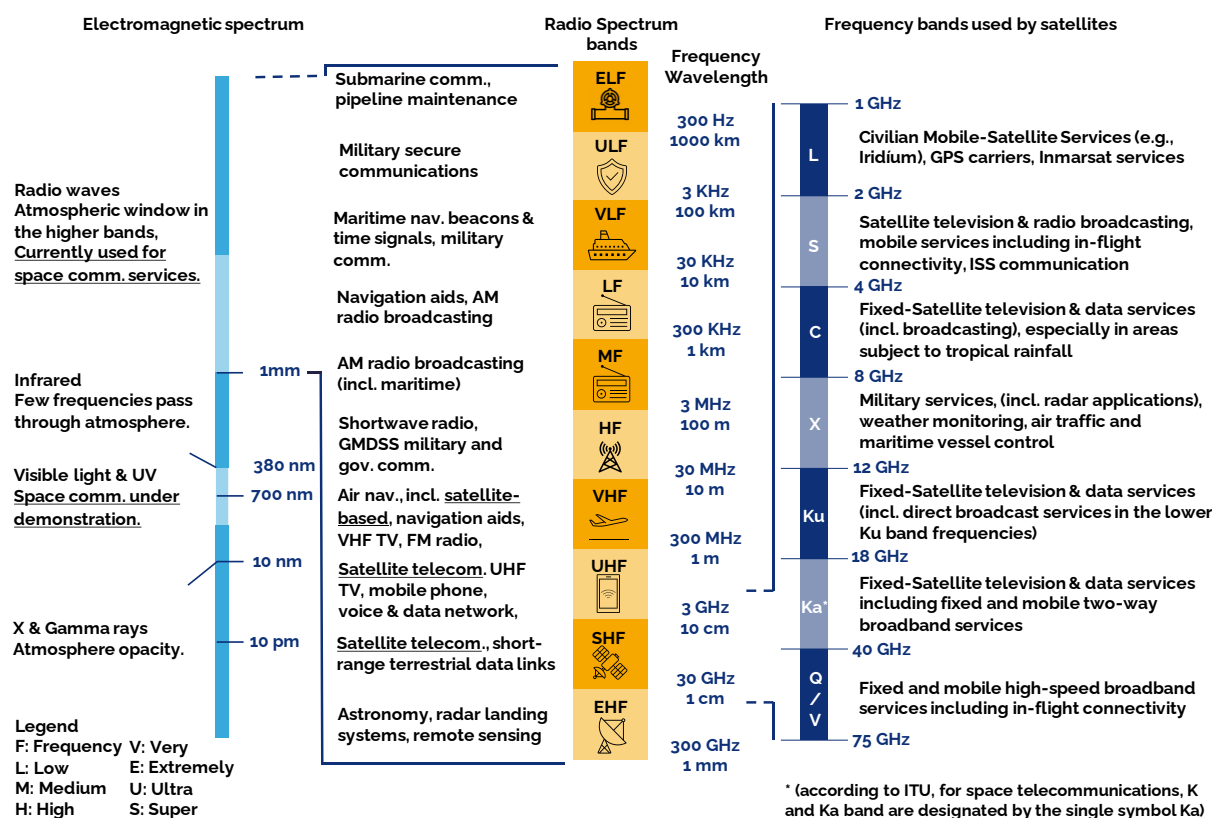 Electromagnetic spectrum
Radio waves
Atmospheric window in
the higher bands,
Currently used for
space comm. services.
Infrared
Few frequencies pass
through atmosphere.
Visible light & UV
Space comm. under
demonstration.
X & Gamma rays
Atmosphere opacity.
1mm
380 nm
700 nm
10 nm
10 pm
Legend
F: Frequency V: Very
L: Low E: Extremely
M: Medium U: Ultra
H: High S: Super
Radio Spectrum
bands
Submarine comm.,
pipeline maintenance
Military secure
communications
Maritime nav. beacons &
time signals, military
comm.
Navigation aids, AM
radio broadcasting
AM radio broadcasting
(incl. maritime)
Shortwave radio,
GMDSS military and
gov. comm.
Air nav., incl. satellite-
based, navigation aids,
VHF TV, FM radio,
Satellite telecom. UHF
TV, mobile phone,
voice & data network,
Satellite telecom., short-
range terrestrial data links
Astronomy, radar landing
systems, remote sensing
ELF
ULF
VLF
LF
MF
HF
VHF
UHF
SHF
EHF
Frequency
Wavelength
300 Hz
1000 km
3 KHz
100 km
30 KHz
10 km
300 KHz
1 km
3 MHz
100 m
30 MHz
10 m
300 MHz
1 m
3 GHz
10 cm
30 GHz
1 cm
300 GHz
1 mm
Frequency bands used by satellites
1 GHz
L
Civilian Mobile-Satellite Services (e.g.,
Iridíum), GPS carriers, Inmarsat services
2 GHz
S
Satellite television & radio broadcasting,
mobile services including in-flight
connectivity, ISS communication
4 GHz
C
Fixed-Satellite television & data services
(incl. broadcasting), especially in areas
subject to tropical rainfall
8 GHz
X
Military services, (incl. radar applications),
weather monitoring, air traffic and
maritime vessel control
12 GHz
Ku
Fixed-Satellite television & data services
(incl. direct broadcast services in the lower
Ku band frequencies)
18 GHz
Ka*
Fixed-Satellite television & data services
including fixed and mobile two-way
broadband services
40 GHz
Q
/
V
Fixed and mobile high-speed broadband
services including in-flight connectivity
75 GHz
* (according to ITU, for space telecommunications, K
and Ka band are designated by the single symbol Ka)